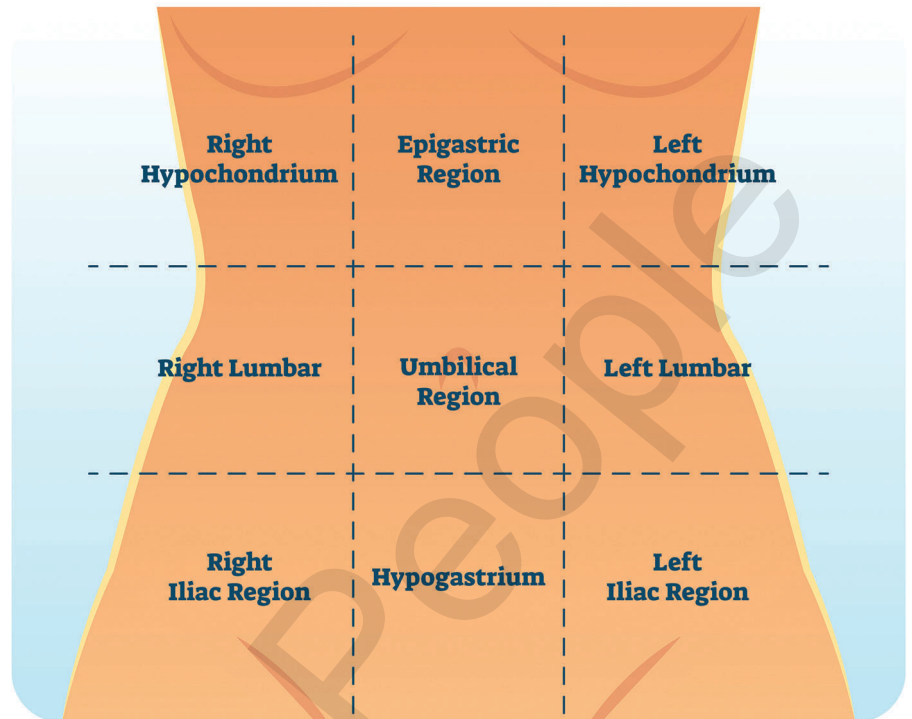 Right
Hypochondrium
Epigastric
Region
Left
Hypochondrium
Right Lumbar
Umbilical
Region
Left Lumbar
Right
Iliac Region
Hypogastrium
Left
Iliac Region
People